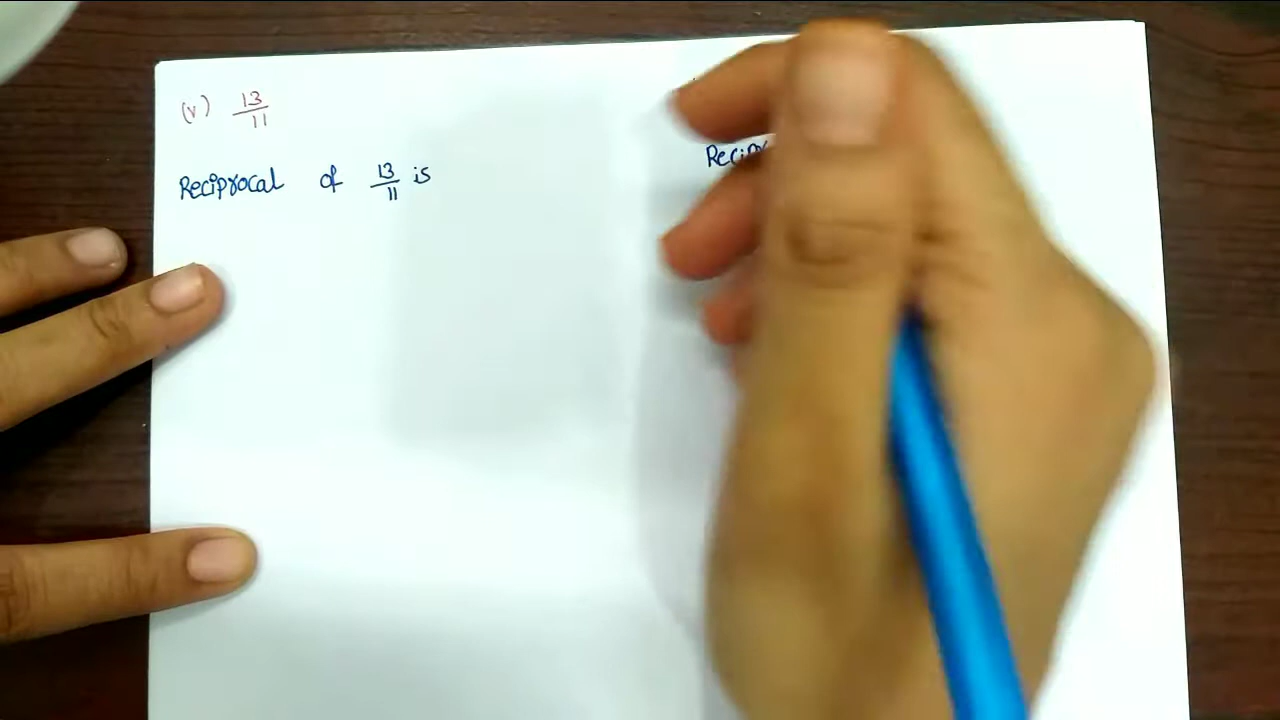 (v) 13/11
Reciprocal of 13/11 is